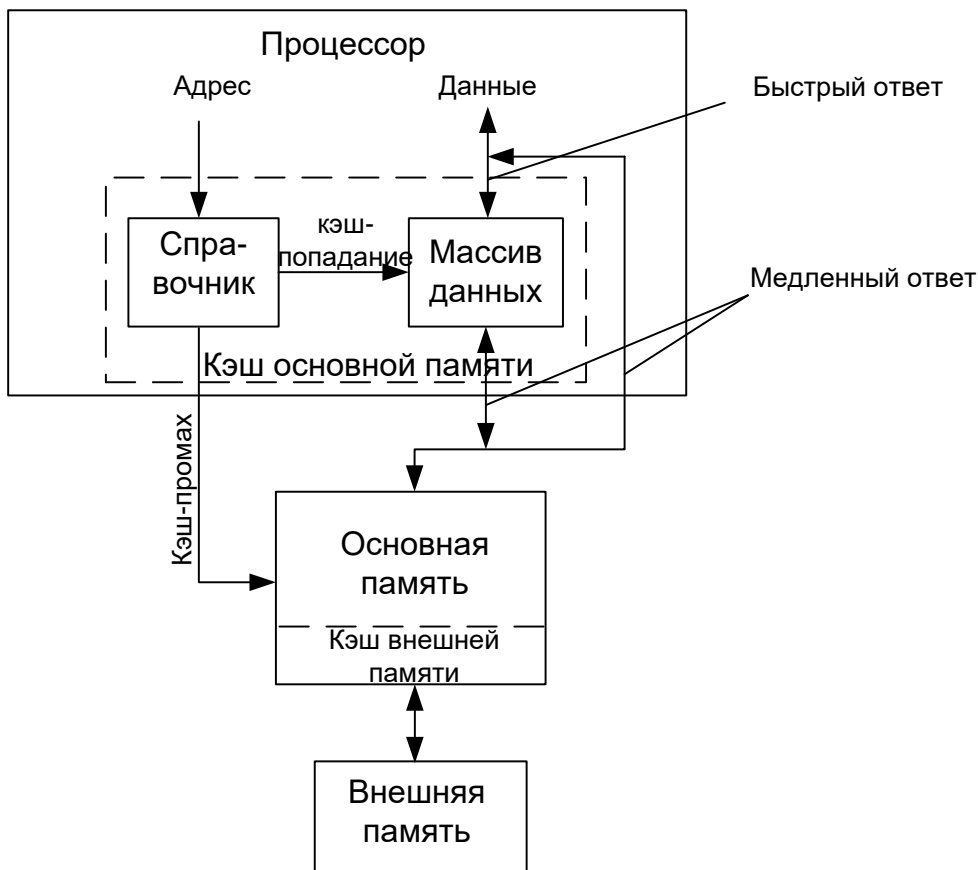 Процессор
Адрес
Данные
Быстрый ответ
кэш-
попадание
Спра-
вочник
Массив
данных
Медленный ответ
Кэш основной памяти
Кэш-промах
Основная
память
Кэш внешней
памяти
Внешняя
память